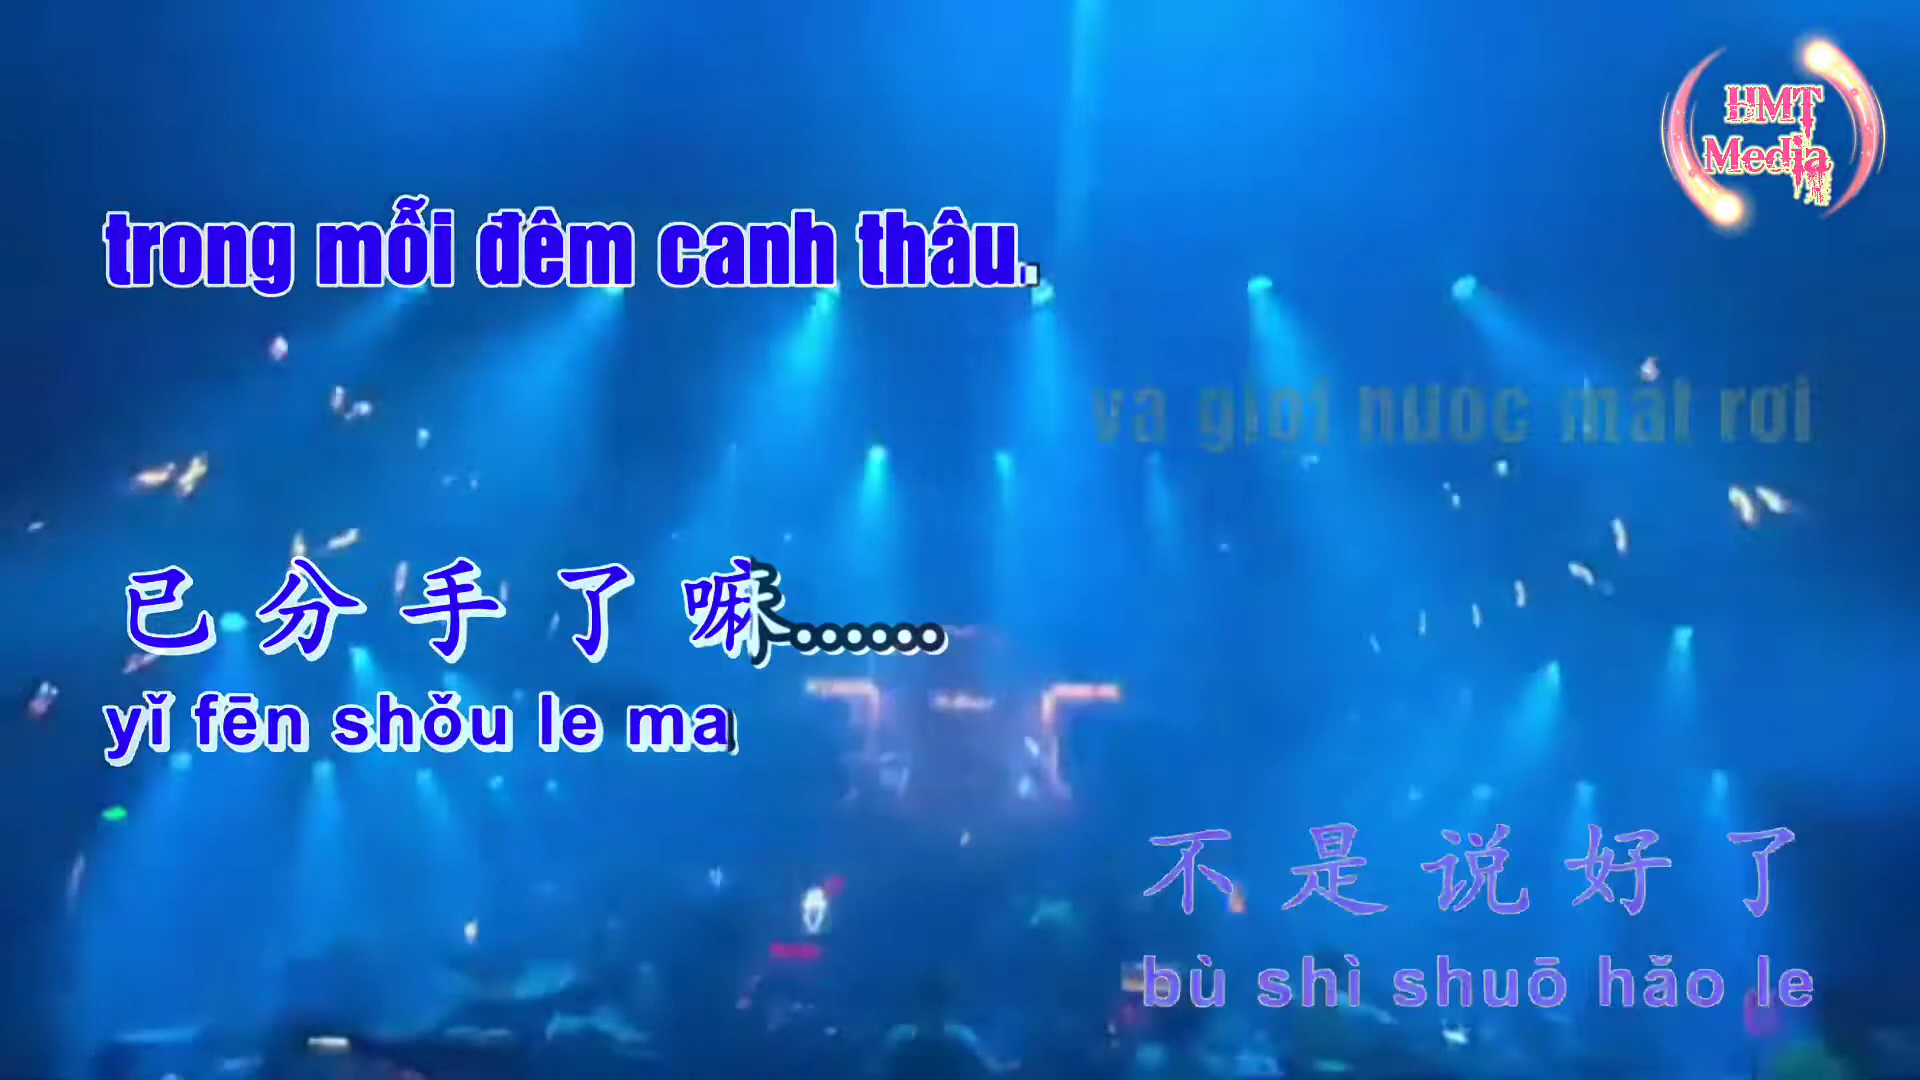 HMT
Media
trong mỗi đêm canh thâu.
và giọt nước mắt rơi
已分手了嘛......
yǐ fēn shǒu le ma
不是说好了
bù shì shuō hǎo le